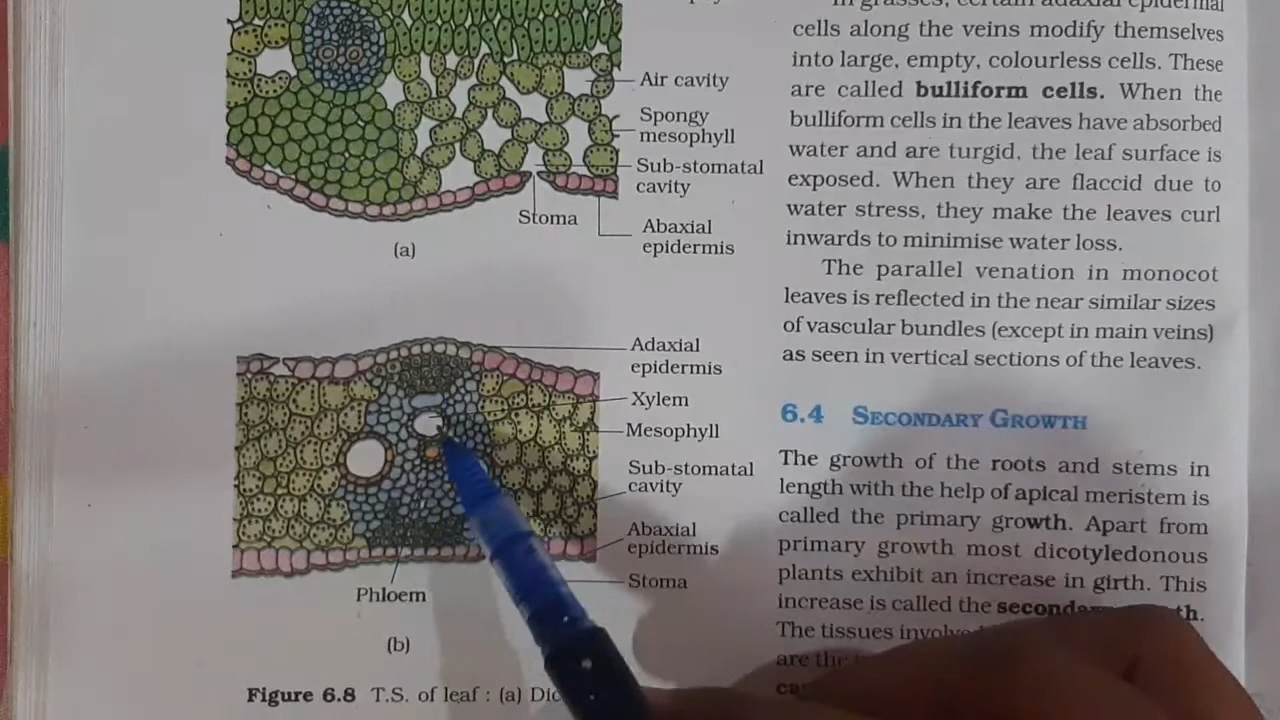 Air cavity
Spongy
mesophyll
Sub-stomatal
cavity
Stoma
Abaxial
epidermis
(a)
Adaxial
epidermis
Xylem
Mesophyll
Sub-stomatal
cavity
Abaxial
epidermis
Stoma
Phloem
(b)
Figure 6.8 T.S. of leaf : (a)
In grasses, certain adaxial epidermal
cells along the veins modify themselves
into large, empty, colourless cells. These
are called bulliform cells. When the
bulliform cells in the leaves have absorbed
water and are turgid, the leaf surface is
exposed. When they are flaccid due to
water stress, they make the leaves curl
inwards to minimise water loss.
The parallel venation in monocot
leaves is reflected in the near similar sizes
of vascular bundles (except in main veins)
as seen in vertical sections of the leaves.
6.4 SECONDARY GROWTH
The growth of the roots and stems in
length with the help of apical meristem is
called the primary growth. Apart from
primary growth most dicotyledonous
plants exhibit an increase in girth. This
increase is called the
The tissues
are the